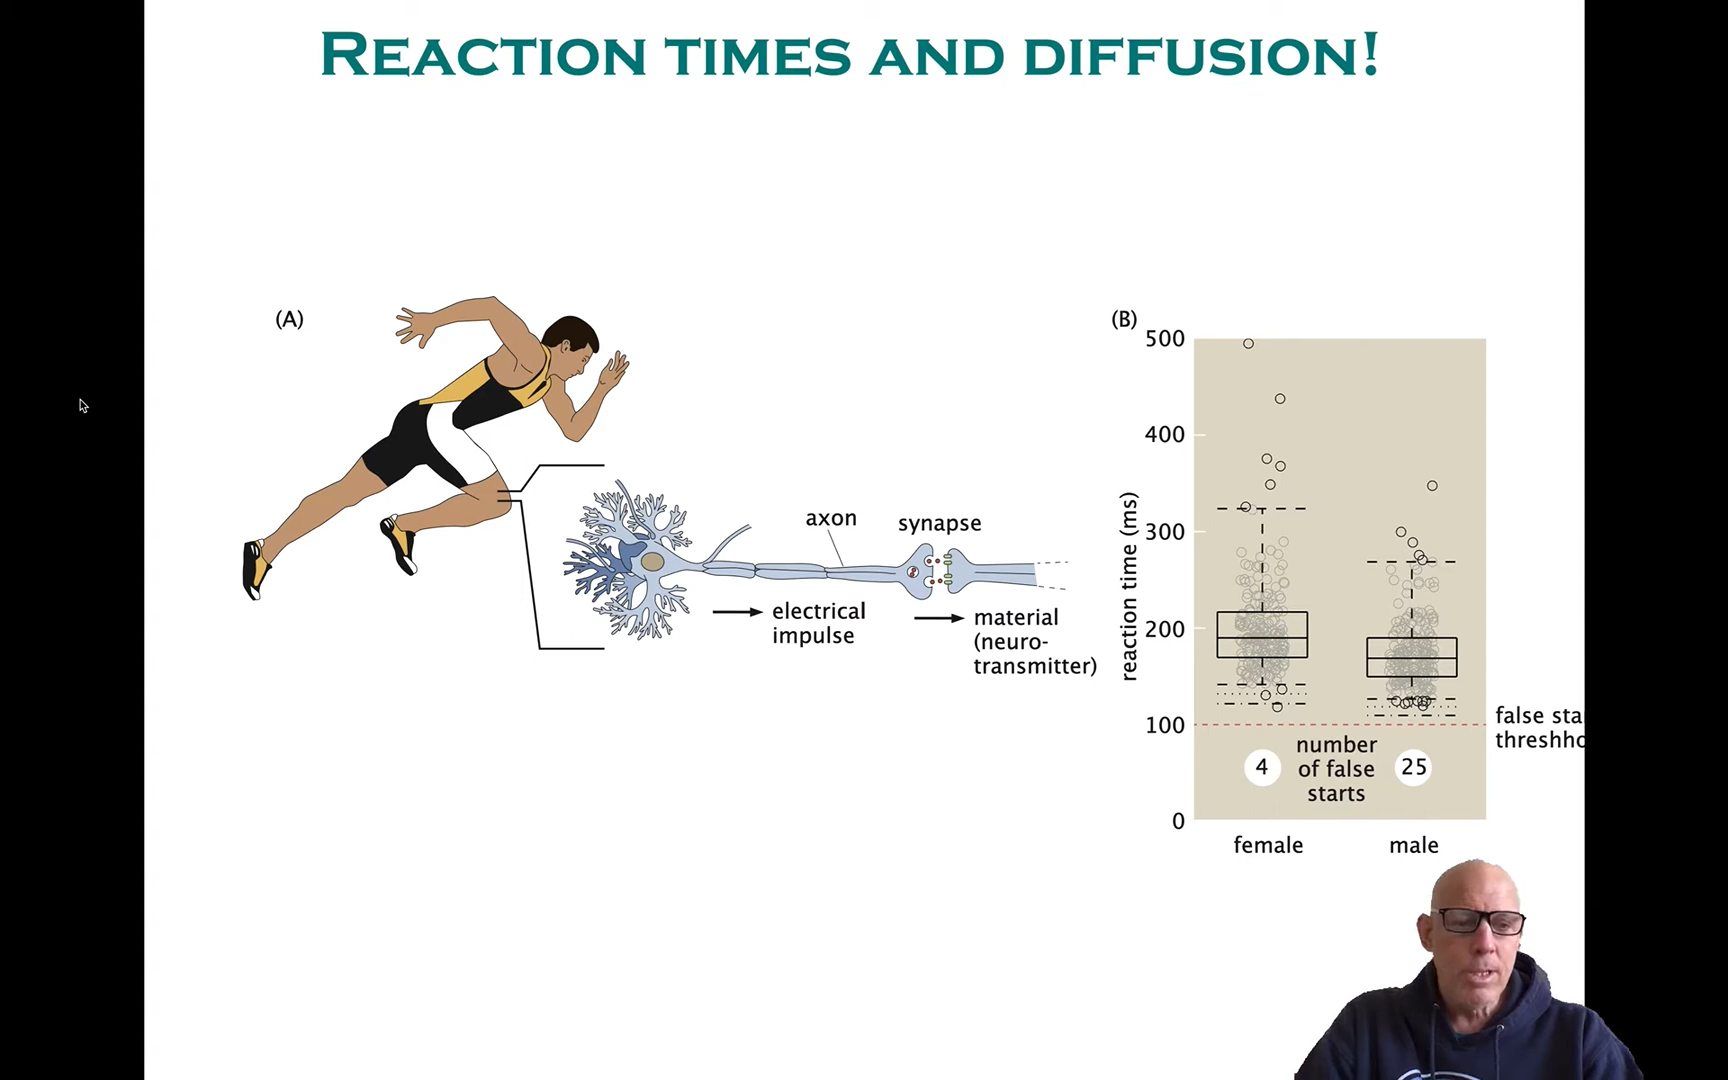 REACTION TIMES AND DIFFUSION!
(A)
axon
synapse
electrical
impulse
material
(neuro-
transmitter)
(B)
reaction time (ms)
500
400
300
200
100
0
false sta
threshho
number
of false
starts
4
25
female
male